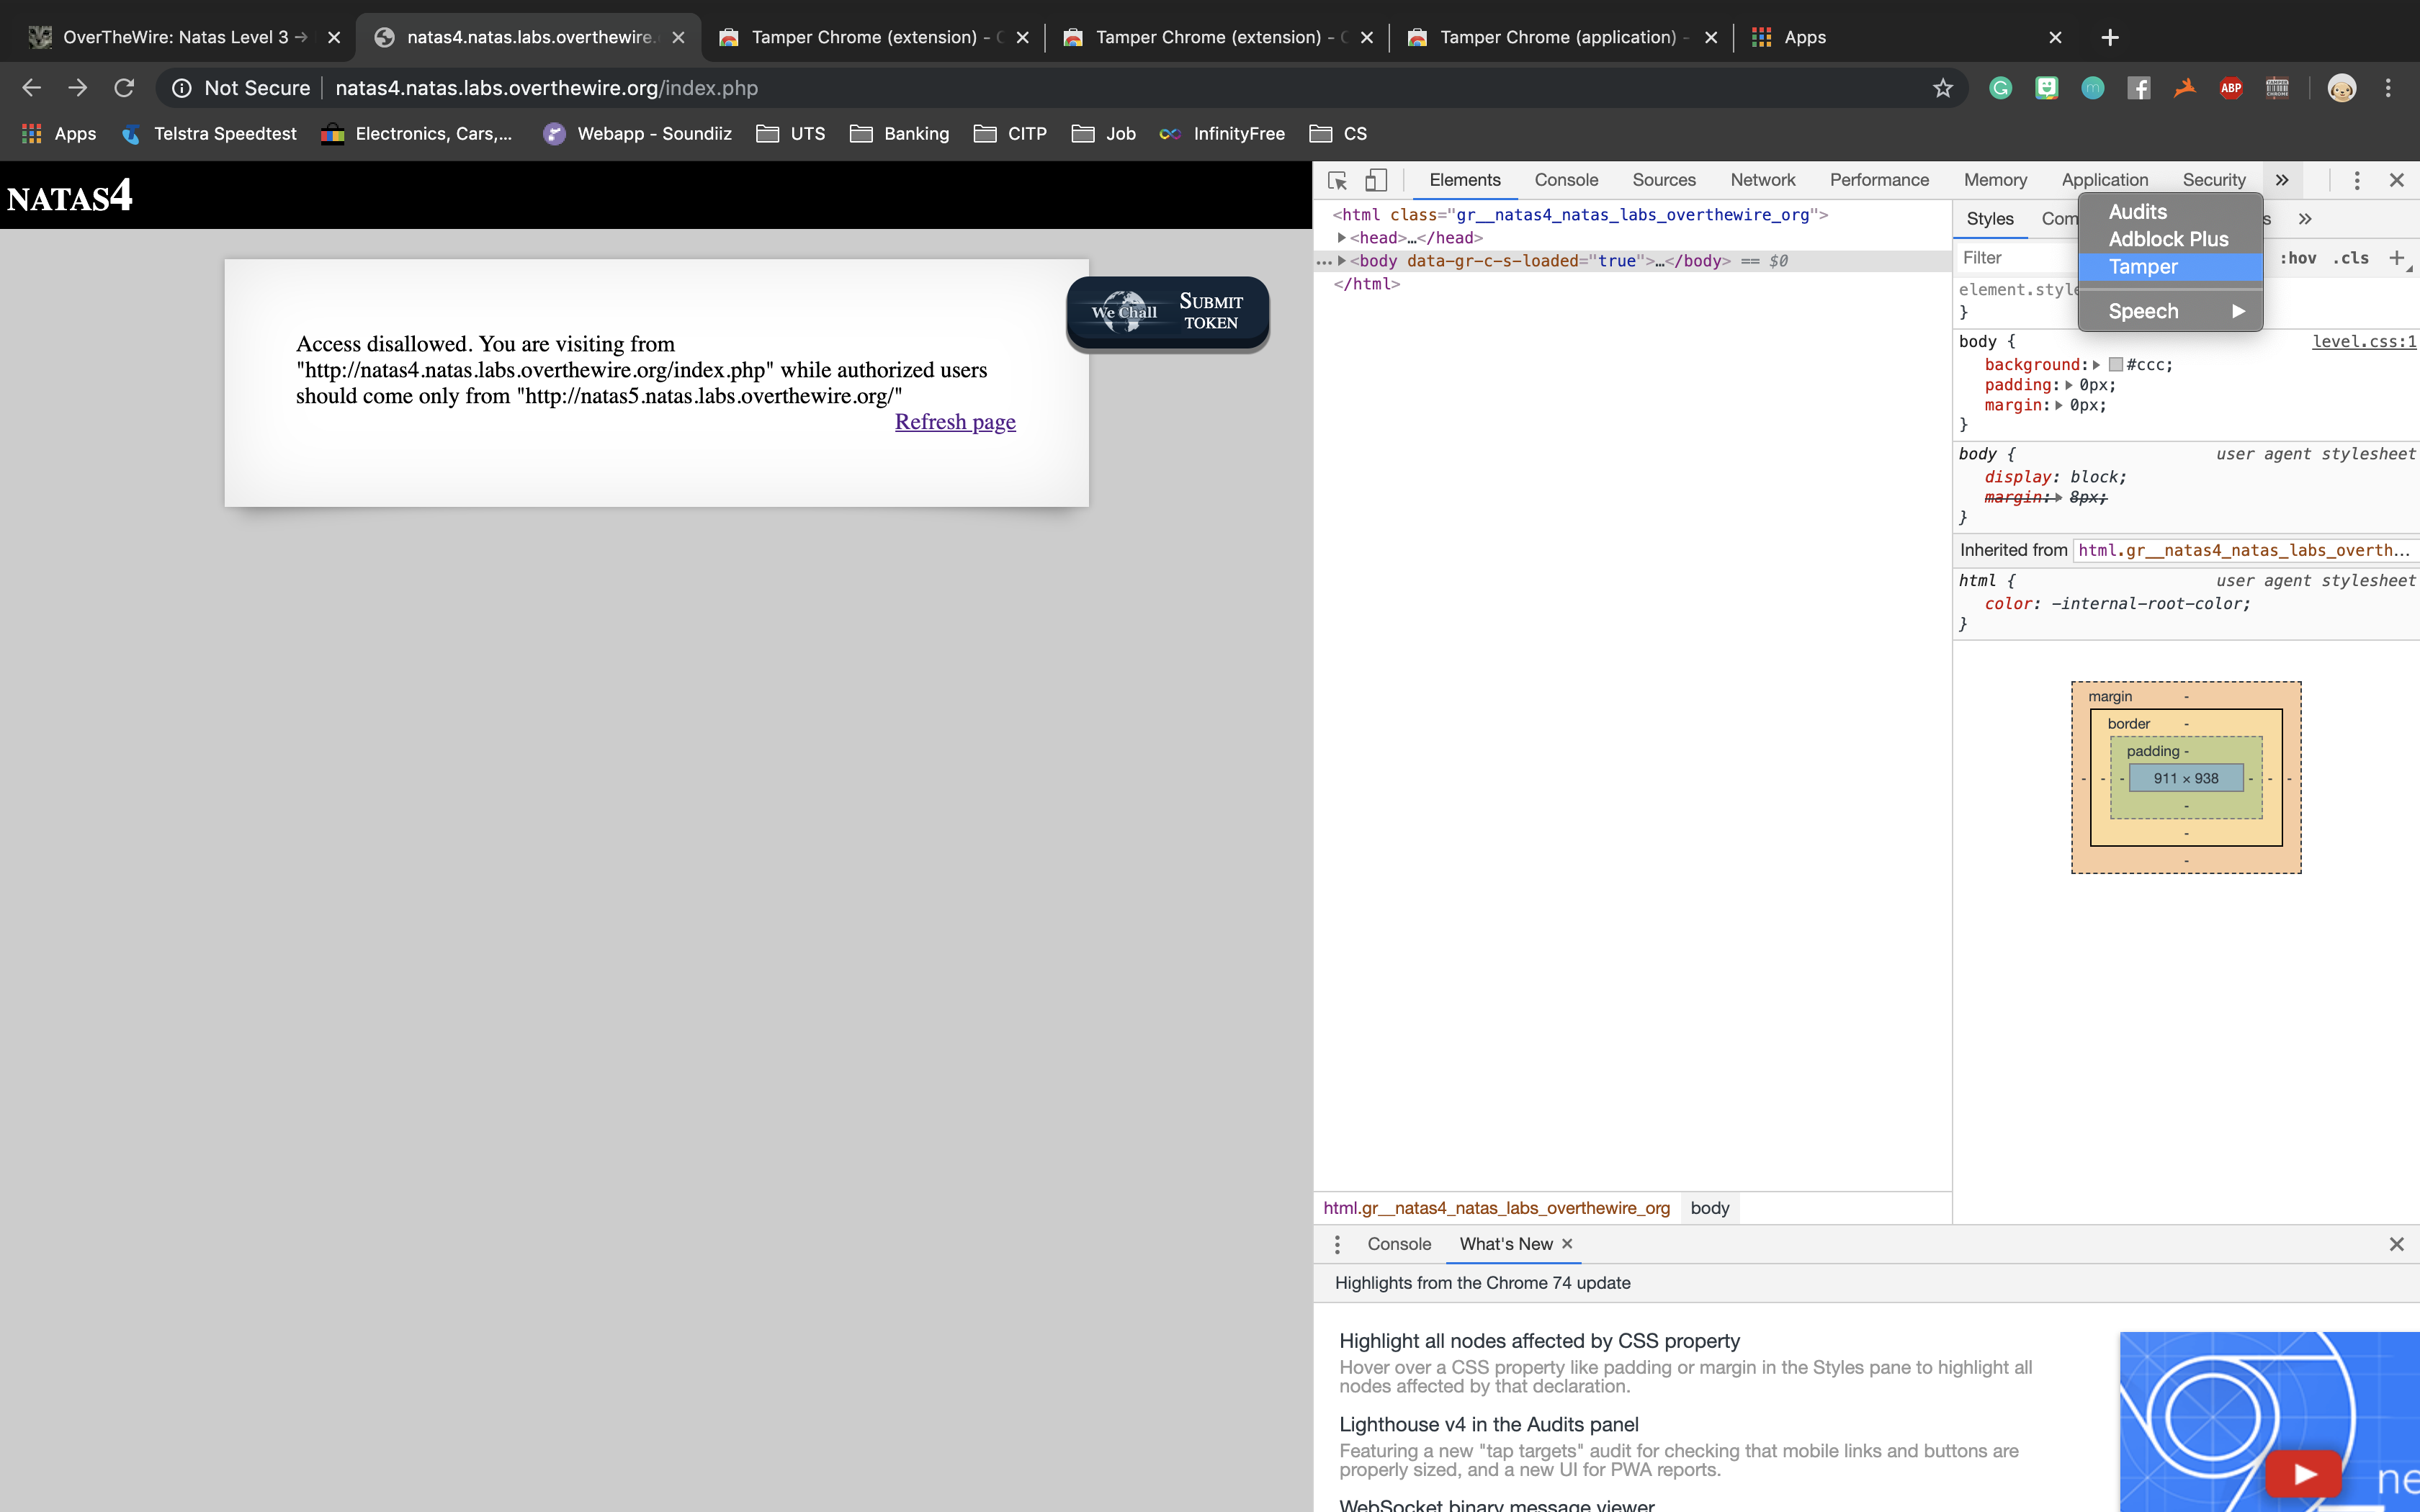 OverTheWire: Natas Level 3 →
natas4.natas.labs.overthewire.
Tamper Chrome (extension) -
Tamper Chrome (extension) -
Tamper Chrome (application) -
Apps
Not Secure | natas4.natas.labs.overthewire.org/index.php
G
m
f
ABP
Apps
Telstra Speedtest
Electronics, Cars,...
Webapp - Soundiiz
UTS
Banking
CITP
Job
InfinityFree
CS
NATAS4
Access disallowed. You are visiting from
"http://natas4.natas.labs.overthewire.org/index.php" while authorized users
should come only from "http://natas5.natas.labs.overthewire.org/"
Refresh page
We Chall
SUBMIT
TOKEN
Elements Console Sources Network Performance Memory Application Security »
<html class="gr__natas4_natas_labs_overthewire_org">
<head>…</head>
<body data-gr-c-s-loaded="true">…</body> == $0
</html>
Audits
Adblock Plus
Tamper
Speech
Styles Com s »
Filter :hov .cls +
element.style
}
body { level.css:1
background: #ccc;
padding: 0px;
margin: 0px;
}
body { user agent stylesheet
display: block;
margin: 8px;
}
Inherited from html.gr__natas4_natas_labs_overth…
html { user agent stylesheet
color: -internal-root-color;
}
margin -
border -
padding -
- - - 911 × 938 - - -
-
-
-
html.gr__natas4_natas_labs_overthewire_org body
Console What's New
Highlights from the Chrome 74 update
Highlight all nodes affected by CSS property
Hover over a CSS property like padding or margin in the Styles pane to highlight all
nodes affected by that declaration.
Lighthouse v4 in the Audits panel
Featuring a new "tap targets" audit for checking that mobile links and buttons are
properly sized, and a new UI for PWA reports.
WebSocket binary message viewer
ne